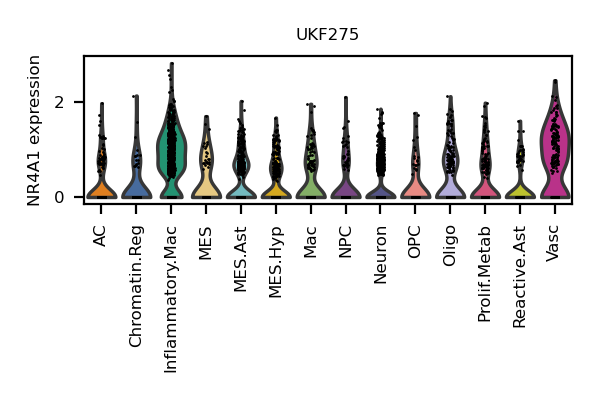 UKF275
NR4A1 expression
2
0
AC
Chromatin.Reg
Inflammatory.Mac
MES
MES.Ast
MES.Hyp
Mac
NPC
Neuron
OPC
Oligo
Prolif.Metab
Reactive.Ast
Vasc